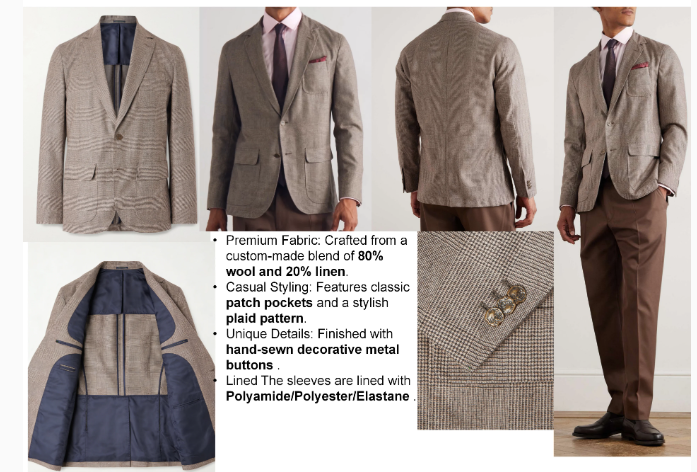 • Premium Fabric: Crafted from a
custom-made blend of 80%
wool and 20% linen.
• Casual Styling: Features classic
patch pockets and a stylish
plaid pattern.
• Unique Details: Finished with
hand-sewn decorative metal
buttons .
• Lined The sleeves are lined with
Polyamide/Polyester/Elastane .